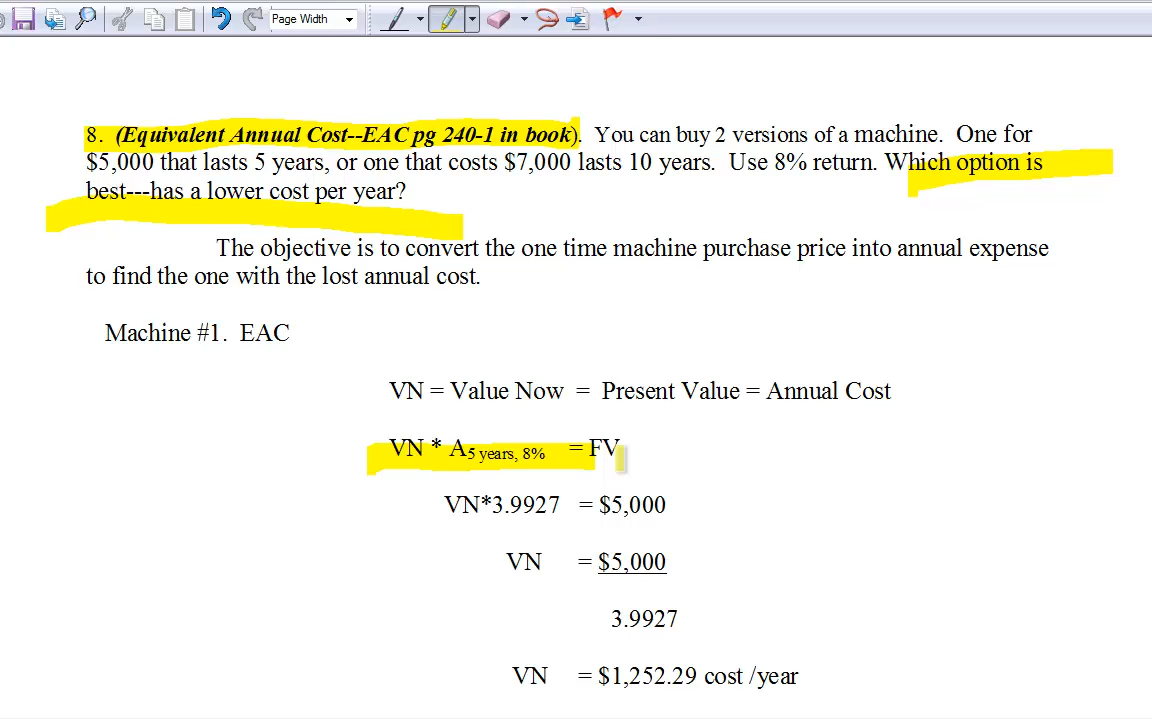 Page Width
8. (Equivalent Annual Cost--EAC pg 240-1 in book). You can buy 2 versions of a machine. One for
$5,000 that lasts 5 years, or one that costs $7,000 lasts 10 years. Use 8% return. Which option is
best---has a lower cost per year?
The objective is to convert the one time machine purchase price into annual expense
to find the one with the lost annual cost.
Machine #1. EAC
VN = Value Now = Present Value = Annual Cost
VN * A5 years, 8% = FV
VN*3.9927 = $5,000
VN = $5,000
3.9927
VN = $1,252.29 cost /year